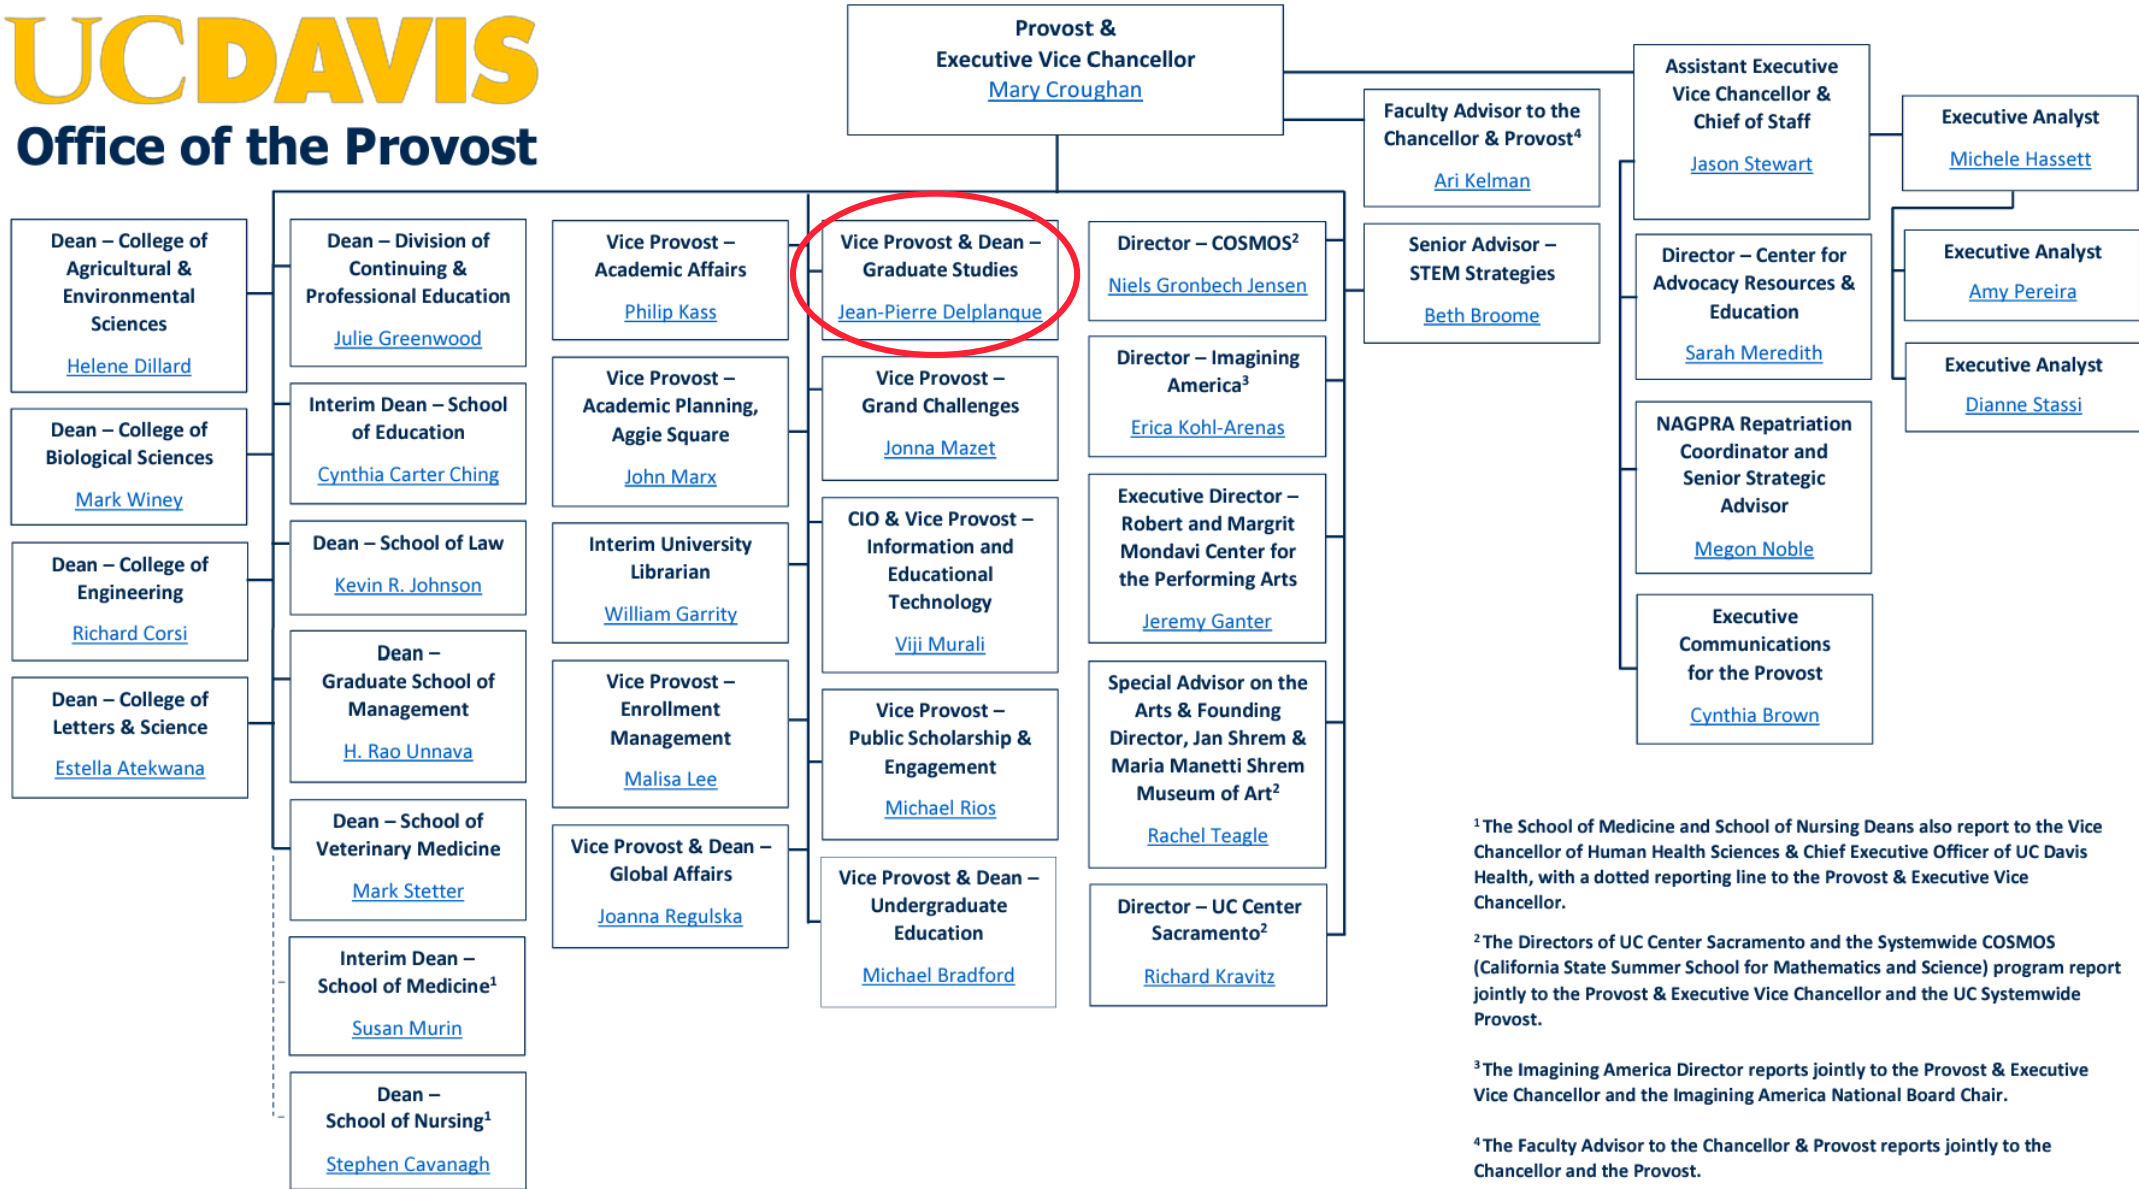 UCDAVIS
Office of the Provost
Provost &
Executive Vice Chancellor
Mary Croughan
Assistant Executive
Vice Chancellor &
Chief of Staff
Jason Stewart
Faculty Advisor to the
Chancellor & Provost⁴
Ari Kelman
Executive Analyst
Michele Hassett
Dean – College of
Agricultural &
Environmental
Sciences
Helene Dillard
Dean – College of
Biological Sciences
Mark Winey
Dean – College of
Engineering
Richard Corsi
Dean – College of
Letters & Science
Estella Atekwana
Dean – Division of
Continuing &
Professional Education
Julie Greenwood
Interim Dean – School
of Education
Cynthia Carter Ching
Dean – School of Law
Kevin R. Johnson
Dean –
Graduate School of
Management
H. Rao Unnava
Dean – School of
Veterinary Medicine
Mark Stetter
Interim Dean –
School of Medicine¹
Susan Murin
Dean –
School of Nursing¹
Stephen Cavanagh
Vice Provost –
Academic Affairs
Philip Kass
Vice Provost –
Academic Planning,
Aggie Square
John Marx
Interim University
Librarian
William Garrity
Vice Provost –
Enrollment
Management
Malisa Lee
Vice Provost & Dean –
Global Affairs
Joanna Regulska
Vice Provost & Dean –
Graduate Studies
Jean-Pierre Delplanque
Vice Provost –
Grand Challenges
Jonna Mazet
CIO & Vice Provost –
Information and
Educational
Technology
Viji Murali
Vice Provost –
Public Scholarship &
Engagement
Michael Rios
Vice Provost & Dean –
Undergraduate
Education
Michael Bradford
Director – COSMOS²
Niels Gronbech Jensen
Director – Imagining
America³
Erica Kohl-Arenas
Executive Director –
Robert and Margrit
Mondavi Center for
the Performing Arts
Jeremy Ganter
Special Advisor on the
Arts & Founding
Director, Jan Shrem &
Maria Manetti Shrem
Museum of Art²
Rachel Teagle
Director – UC Center
Sacramento²
Richard Kravitz
Senior Advisor –
STEM Strategies
Beth Broome
Director – Center for
Advocacy Resources &
Education
Sarah Meredith
NAGPRA Repatriation
Coordinator and
Senior Strategic
Advisor
Megon Noble
Executive
Communications
for the Provost
Cynthia Brown
Executive Analyst
Amy Pereira
Executive Analyst
Dianne Stassi
¹ The School of Medicine and School of Nursing Deans also report to the Vice
Chancellor of Human Health Sciences & Chief Executive Officer of UC Davis
Health, with a dotted reporting line to the Provost & Executive Vice
Chancellor.
² The Directors of UC Center Sacramento and the Systemwide COSMOS
(California State Summer School for Mathematics and Science) program report
jointly to the Provost & Executive Vice Chancellor and the UC Systemwide
Provost.
³ The Imagining America Director reports jointly to the Provost & Executive
Vice Chancellor and the Imagining America National Board Chair.
⁴ The Faculty Advisor to the Chancellor & Provost reports jointly to the
Chancellor and the Provost.